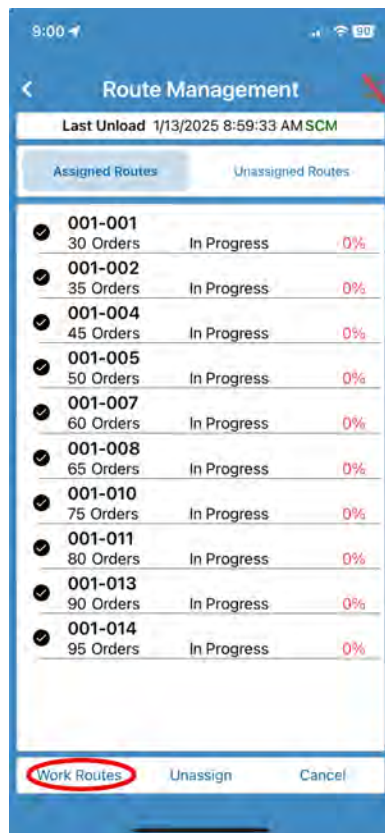 9:00 90
Route Management
Last Unload 1/13/2025 8:59:33 AM SCM
Assigned Routes Unassigned Routes
001-001
30 Orders In Progress 0%
001-002
35 Orders In Progress 0%
001-004
45 Orders In Progress 0%
001-005
50 Orders In Progress 0%
001-007
60 Orders In Progress 0%
001-008
65 Orders In Progress 0%
001-010
75 Orders In Progress 0%
001-011
80 Orders In Progress 0%
001-013
90 Orders In Progress 0%
001-014
95 Orders In Progress 0%
Work Routes Unassign Cancel